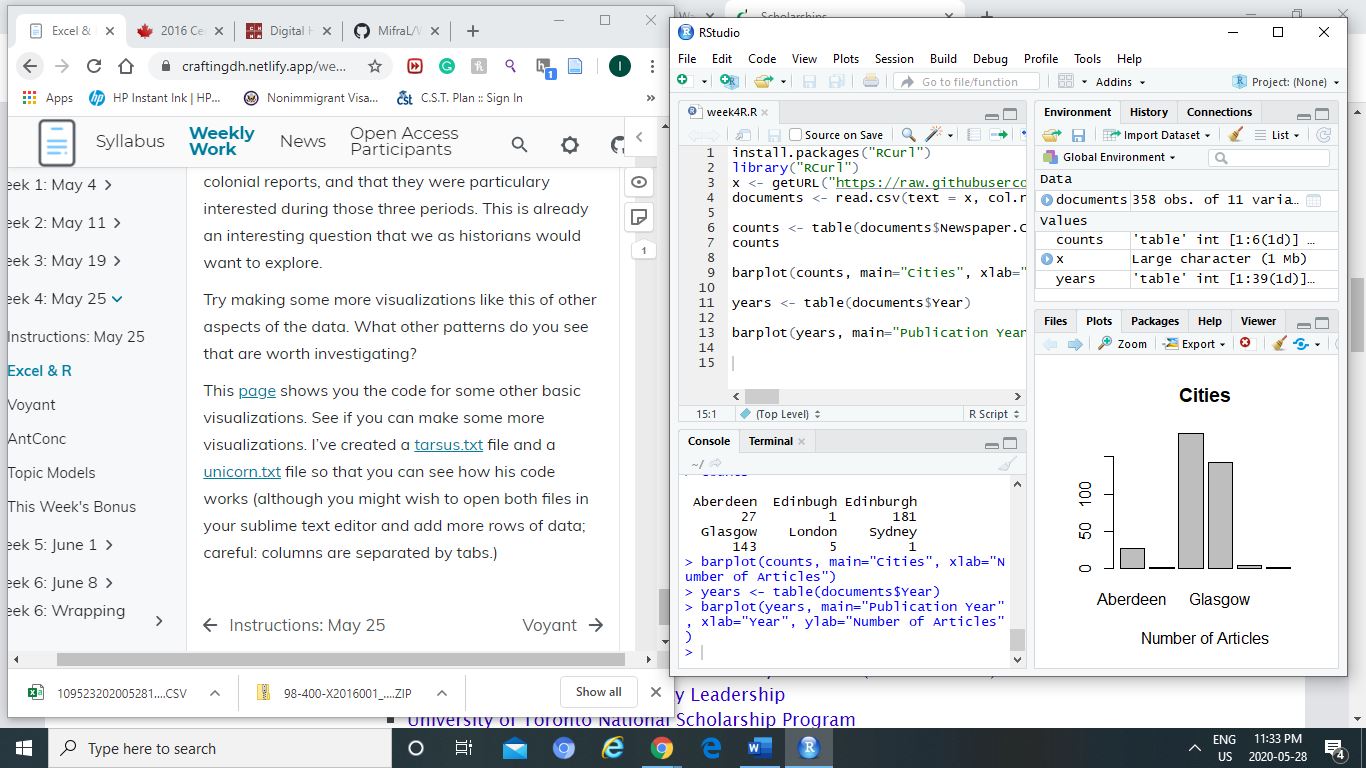 Excel &
2016 Ce
Digital H
MifraL/W
Scholarships
craftingdh.netlify.app/we...
1
I
Apps
HP Instant Ink | HP...
Nonimmigrant Visa...
C.S.T. Plan :: Sign In
»
Syllabus
Weekly Work
News
Open Access Participants
eek 1: May 4
eek 2: May 11
eek 3: May 19
eek 4: May 25
Instructions: May 25
Excel & R
Voyant
AntConc
Topic Models
This Week's Bonus
eek 5: June 1
eek 6: June 8
eek 6: Wrapping
colonial reports, and that they were particulary
interested during those three periods. This is already
an interesting question that we as historians would
want to explore.
Try making some more visualizations like this of other
aspects of the data. What other patterns do you see
that are worth investigating?
This page shows you the code for some other basic
visualizations. See if you can make some more
visualizations. I've created a tarsus.txt file and a
unicorn.txt file so that you can see how his code
works (although you might wish to open both files in
your sublime text editor and add more rows of data;
careful: columns are separated by tabs.)
Instructions: May 25
Voyant
1
109523202005281....CSV
98-400-X2016001_....ZIP
Show all
RStudio
File Edit Code View Plots Session Build Debug Profile Tools Help
Go to file/function
Addins
Project: (None)
week4R.R
Source on Save
1 install.packages("RCurl")
2 library("RCurl")
3 x <- getURL("https://raw.githubuserco
4 documents <- read.csv(text = x, col.n
5
6 counts <- table(documents$Newspaper.C
7 counts
8
9 barplot(counts, main="Cities", xlab="
10
11 years <- table(documents$Year)
12
13 barplot(years, main="Publication Year
14
15
15:1 (Top Level) R Script
Console Terminal
~/
Aberdeen Edinbugh Edinburgh
27 1 181
Glasgow London Sydney
143 5 1
> barplot(counts, main="Cities", xlab="N
umber of Articles")
> years <- table(documents$Year)
> barplot(years, main="Publication Year"
, xlab="Year", ylab="Number of Articles"
)
>
Environment History Connections
Import Dataset List
Global Environment
Data
documents 358 obs. of 11 varia...
Values
counts 'table' int [1:6(1d)] ...
x Large character (1 Mb)
years 'table' int [1:39(1d)]...
Files Plots Packages Help Viewer
Zoom Export
Cities
100
50
0
Aberdeen Glasgow
Number of Articles
y Leadership
University of Toronto National Scholarship Program
Type here to search
ENG
US
11:33 PM
2020-05-28
4